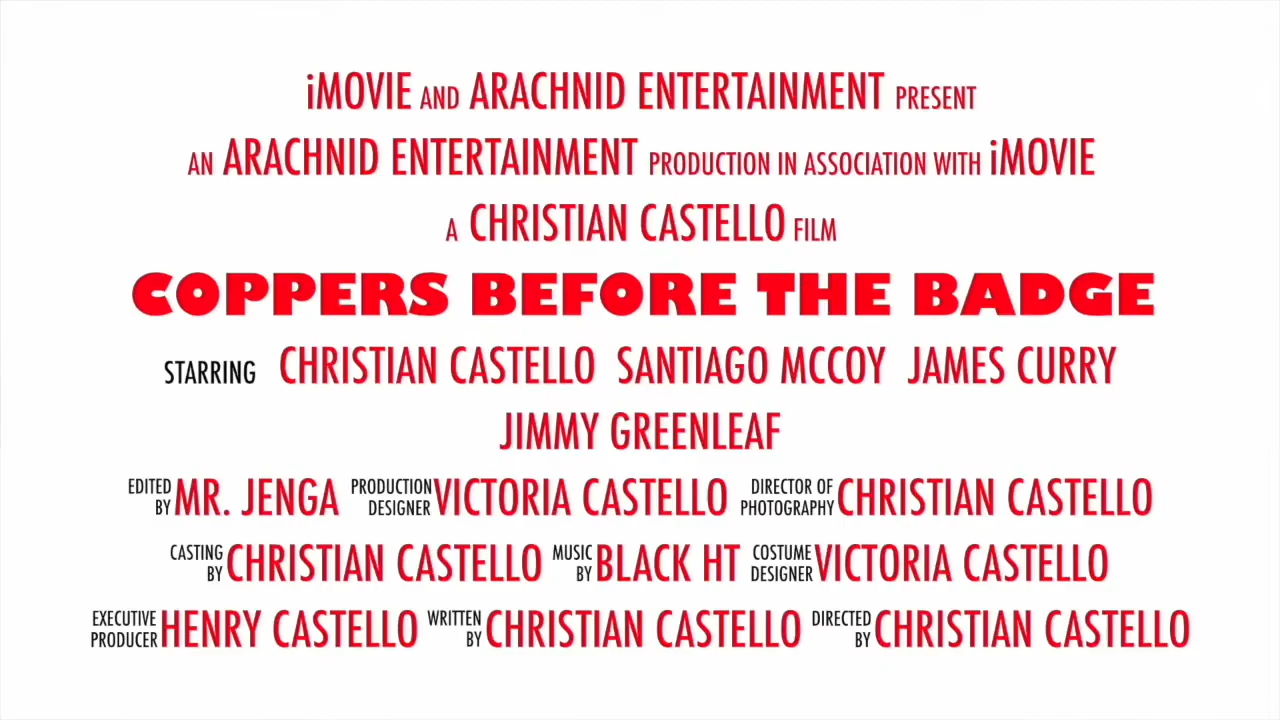 iMOVIE AND ARACHNID ENTERTAINMENT PRESENT
AN ARACHNID ENTERTAINMENT PRODUCTION IN ASSOCIATION WITH iMOVIE
A CHRISTIAN CASTELLO FILM
COPPERS BEFORE THE BADGE
STARRING CHRISTIAN CASTELLO SANTIAGO MCCOY JAMES CURRY
JIMMY GREENLEAF
EDITED BY MR. JENGA PRODUCTION DESIGNER VICTORIA CASTELLO DIRECTOR OF PHOTOGRAPHY CHRISTIAN CASTELLO
CASTING BY CHRISTIAN CASTELLO MUSIC BY BLACK HT COSTUME DESIGNER VICTORIA CASTELLO
EXECUTIVE PRODUCER HENRY CASTELLO WRITTEN BY CHRISTIAN CASTELLO DIRECTED BY CHRISTIAN CASTELLO